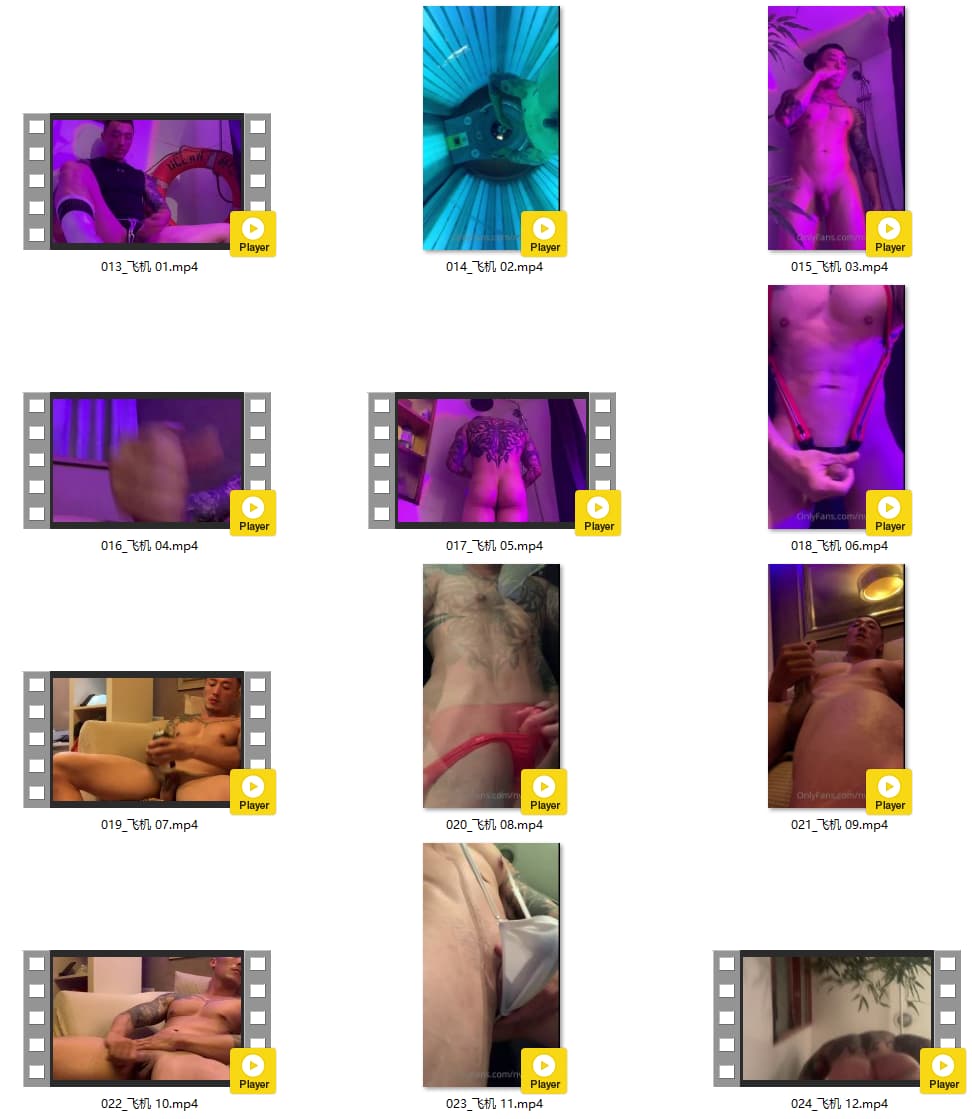 OCEAN
Player
013_飞机 01.mp4
Player
014_飞机 02.mp4
OnlyFans.com/n
Player
015_飞机 03.mp4
Player
016_飞机 04.mp4
Player
017_飞机 05.mp4
OnlyFans.com/n
Player
018_飞机 06.mp4
Player
019_飞机 07.mp4
ans.com/n
Player
020_飞机 08.mp4
OnlyFans.com/n
Player
021_飞机 09.mp4
Player
022_飞机 10.mp4
ans.com/n
Player
023_飞机 11.mp4
Player
024_飞机 12.mp4